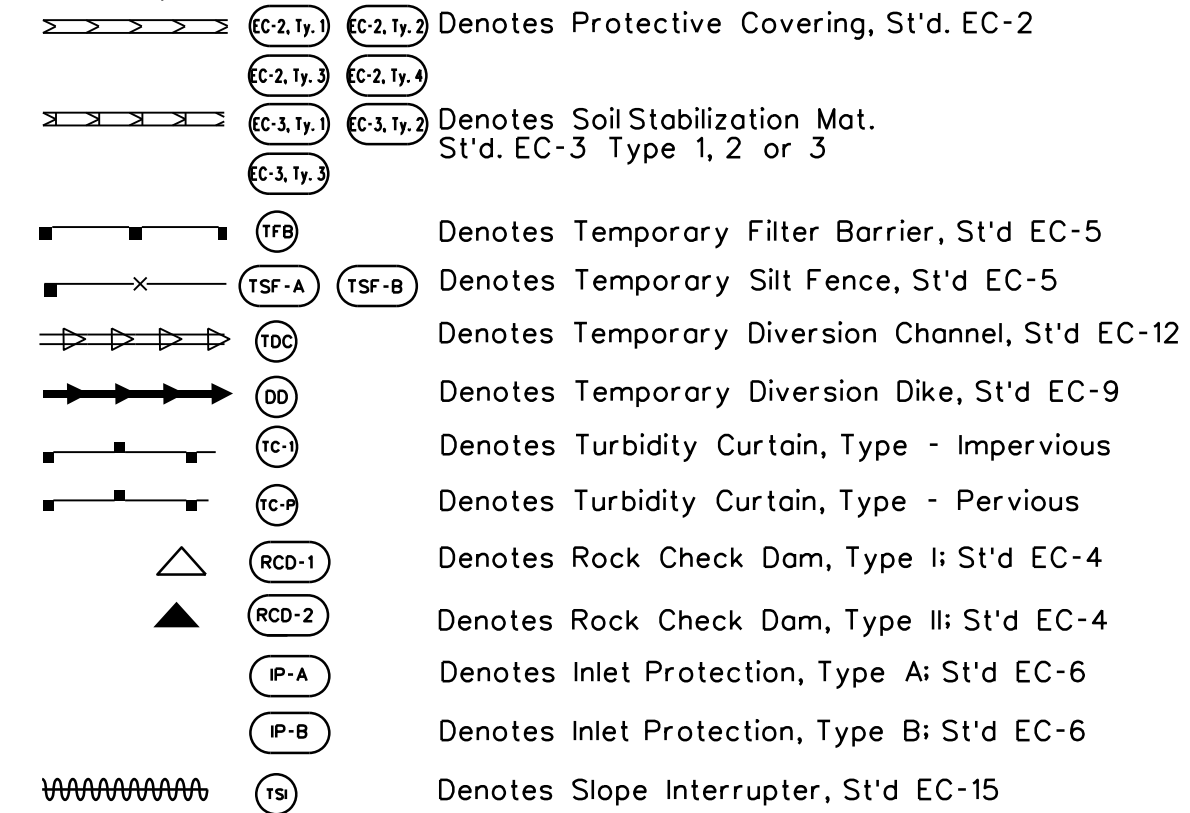 EC-2, Ty. 1 EC-2, Ty. 2 Denotes Protective Covering, St'd. EC-2
EC-2, Ty. 3 EC-2, Ty. 4
EC-3, Ty. 1 EC-3, Ty. 2 Denotes Soil Stabilization Mat.
St'd. EC-3 Type 1, 2 or 3
EC-3, Ty. 3
TFB Denotes Temporary Filter Barrier, St'd EC-5
TSF-A TSF-B Denotes Temporary Silt Fence, St'd EC-5
TDC Denotes Temporary Diversion Channel, St'd EC-12
DD Denotes Temporary Diversion Dike, St'd EC-9
TC-1 Denotes Turbidity Curtain, Type - Impervious
TC-P Denotes Turbidity Curtain, Type - Pervious
RCD-1 Denotes Rock Check Dam, Type I; St'd EC-4
RCD-2 Denotes Rock Check Dam, Type II; St'd EC-4
IP-A Denotes Inlet Protection, Type A; St'd EC-6
IP-B Denotes Inlet Protection, Type B; St'd EC-6
TSI Denotes Slope Interrupter, St'd EC-15